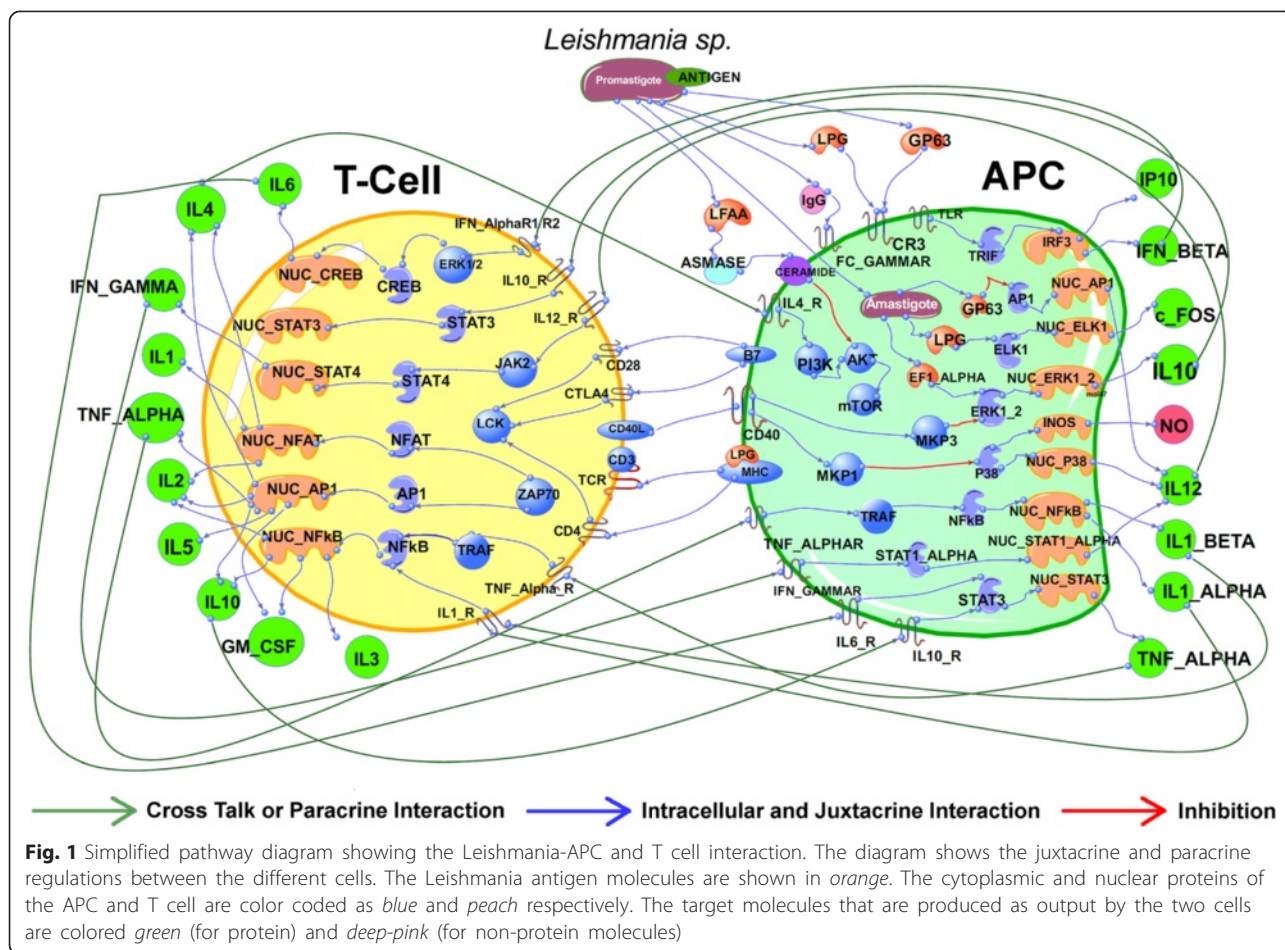 Leishmania sp.
Promastigote
ANTIGEN
LPG
GP63
T-Cell
APC
IL6
IL4
IFN_GAMMA
IL1
TNF_ALPHA
IL2
IL5
IL10
GM_CSF
IL3
NUC_CREB
CREB
ERK1/2
IFN_AlphaR1/R2
IL10_R
NUC_STAT3
STAT3
IL12_R
NUC_STAT4
STAT4
JAK2
CD28
CTLA4
LCK
CD40L
NUC_NFAT
NFAT
CD3
TCR
NUC_AP1
AP1
ZAP70
CD4
NUC_NFkB
NFkB
TRAF
TNF_Alpha_R
IL1_R
LFAA
IgG
ASMASE
CERAMIDE
CR3
FC_GAMMAR
TLR
TRIF
IRF3
IP10
IFN_BETA
IL4_R
Amastigote
GP63
AP1
NUC_AP1
c_FOS
B7
PI3K
AKT
LPG
ELK1
NUC_ELK1
mTOR
EF1_ALPHA
NUC_ERK1_2
IL10
ERK1_2
CD40
MKP3
INOS
NO
LPG
MHC
MKP1
P38
NUC_P38
IL12
TRAF
NFkB
NUC_NFkB
TNF_ALPHAR
STAT1_ALPHA
NUC_STAT1_ALPHA
IL1_BETA
IFN_GAMMAR
STAT3
NUC_STAT3
IL1_ALPHA
IL6_R
IL10_R
TNF_ALPHA
Cross Talk or Paracrine Interaction
Intracellular and Juxtacrine Interaction
Inhibition
Fig. 1 Simplified pathway diagram showing the Leishmania-APC and T cell interaction. The diagram shows the juxtacrine and paracrine
regulations between the different cells. The Leishmania antigen molecules are shown in orange. The cytoplasmic and nuclear proteins of
the APC and T cell are color coded as blue and peach respectively. The target molecules that are produced as output by the two cells
are colored green (for protein) and deep-pink (for non-protein molecules)